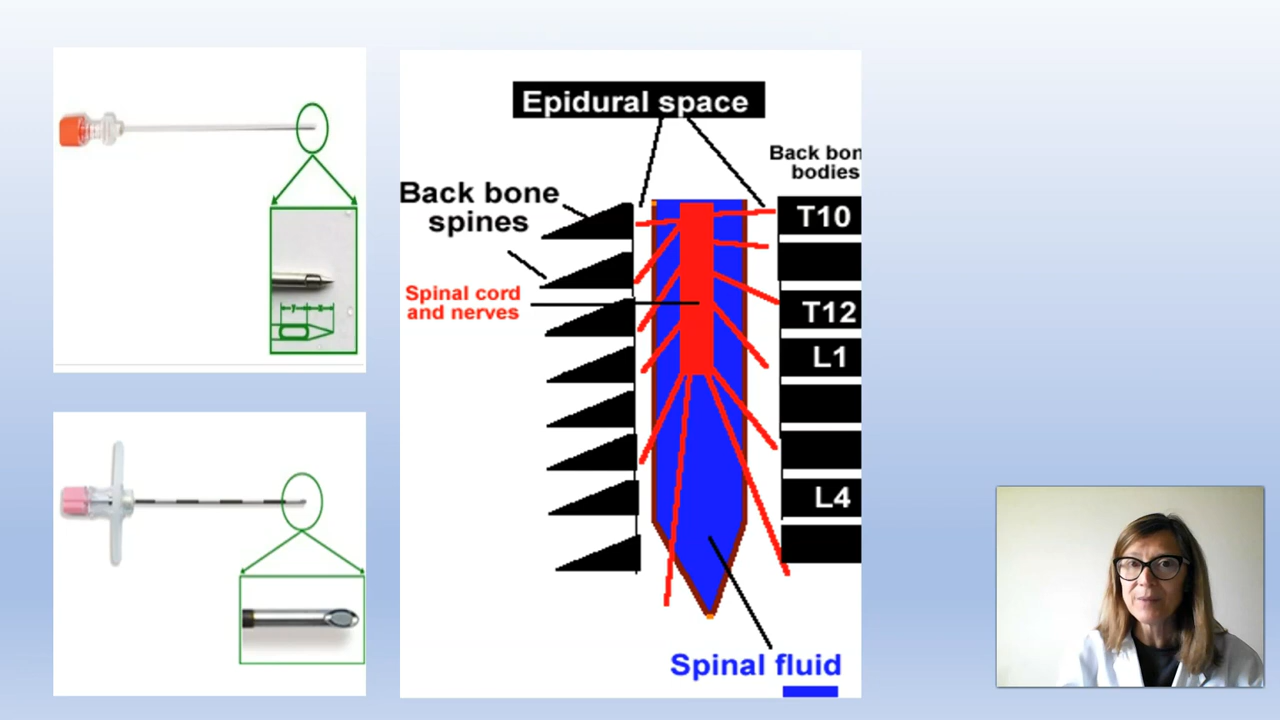 Epidural space
Back bon
bodies
Back bone
spines
T10
Spinal cord
and nerves
T12
L1
L4
Spinal fluid